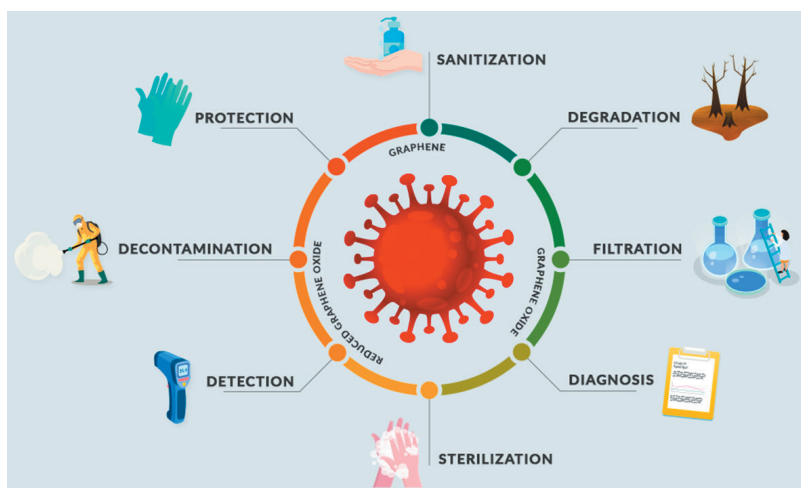 SANITIZATION
PROTECTION
DEGRADATION
GRAPHENE
DECONTAMINATION
FILTRATION
REDUCED GRAPHENE OXIDE
GRAPHENE OXIDE
DETECTION
DIAGNOSIS
STERILIZATION